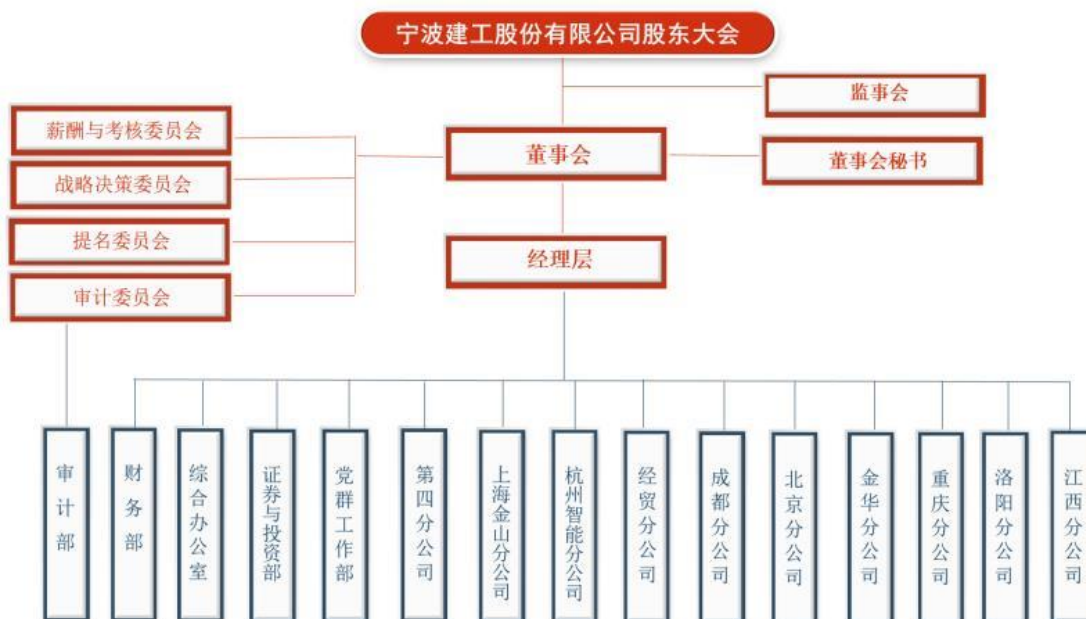 宁波建工股份有限公司股东大会
监事会
薪酬与考核委员会
董事会
董事会秘书
战略决策委员会
提名委员会
经理层
审计委员会
审计部
财务部
综合办公室
证券与投资部
党群工作部
第四分公司
上海金山分公司
杭州智能分公司
经贸分公司
成都分公司
北京分公司
金华分公司
重庆分公司
洛阳分公司
江西分公司